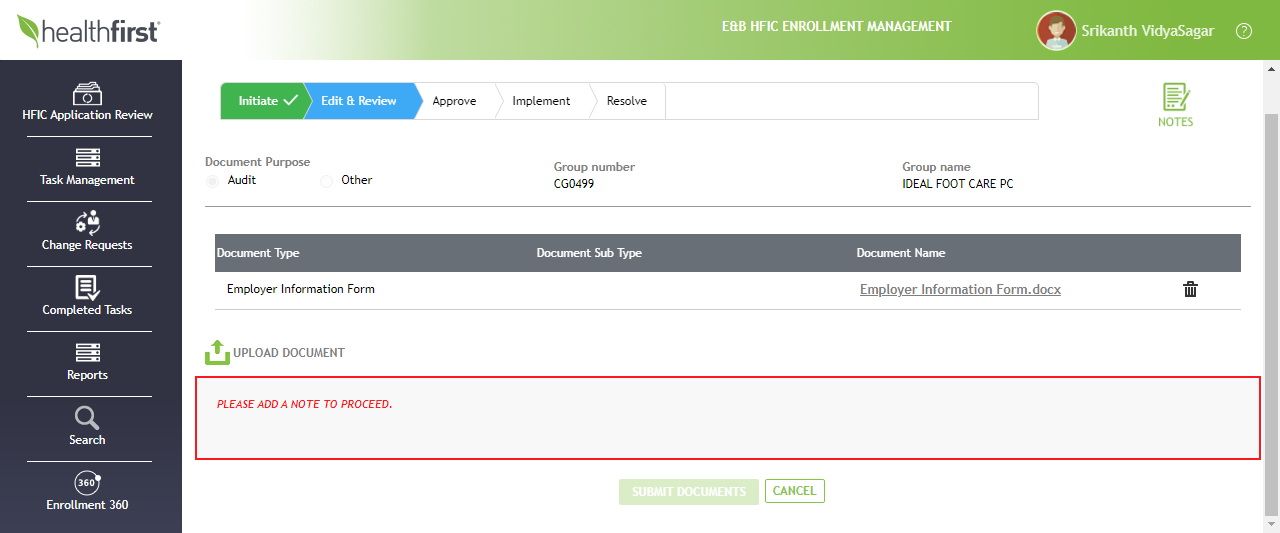 healthfirst
E&B HFIC ENROLLMENT MANAGEMENT
Srikanth VidyaSagar
?
HFIC Application Review
Task Management
Change Requests
Completed Tasks
Reports
Search
360
Enrollment 360
Initiate
Edit & Review
Approve
Implement
Resolve
NOTES
Document Purpose
Audit
Other
Group number
CG0499
Group name
IDEAL FOOT CARE PC
Document Type
Document Sub Type
Document Name
Employer Information Form
Employer Information Form.docx
UPLOAD DOCUMENT
PLEASE ADD A NOTE TO PROCEED.
SUBMIT DOCUMENTS
CANCEL